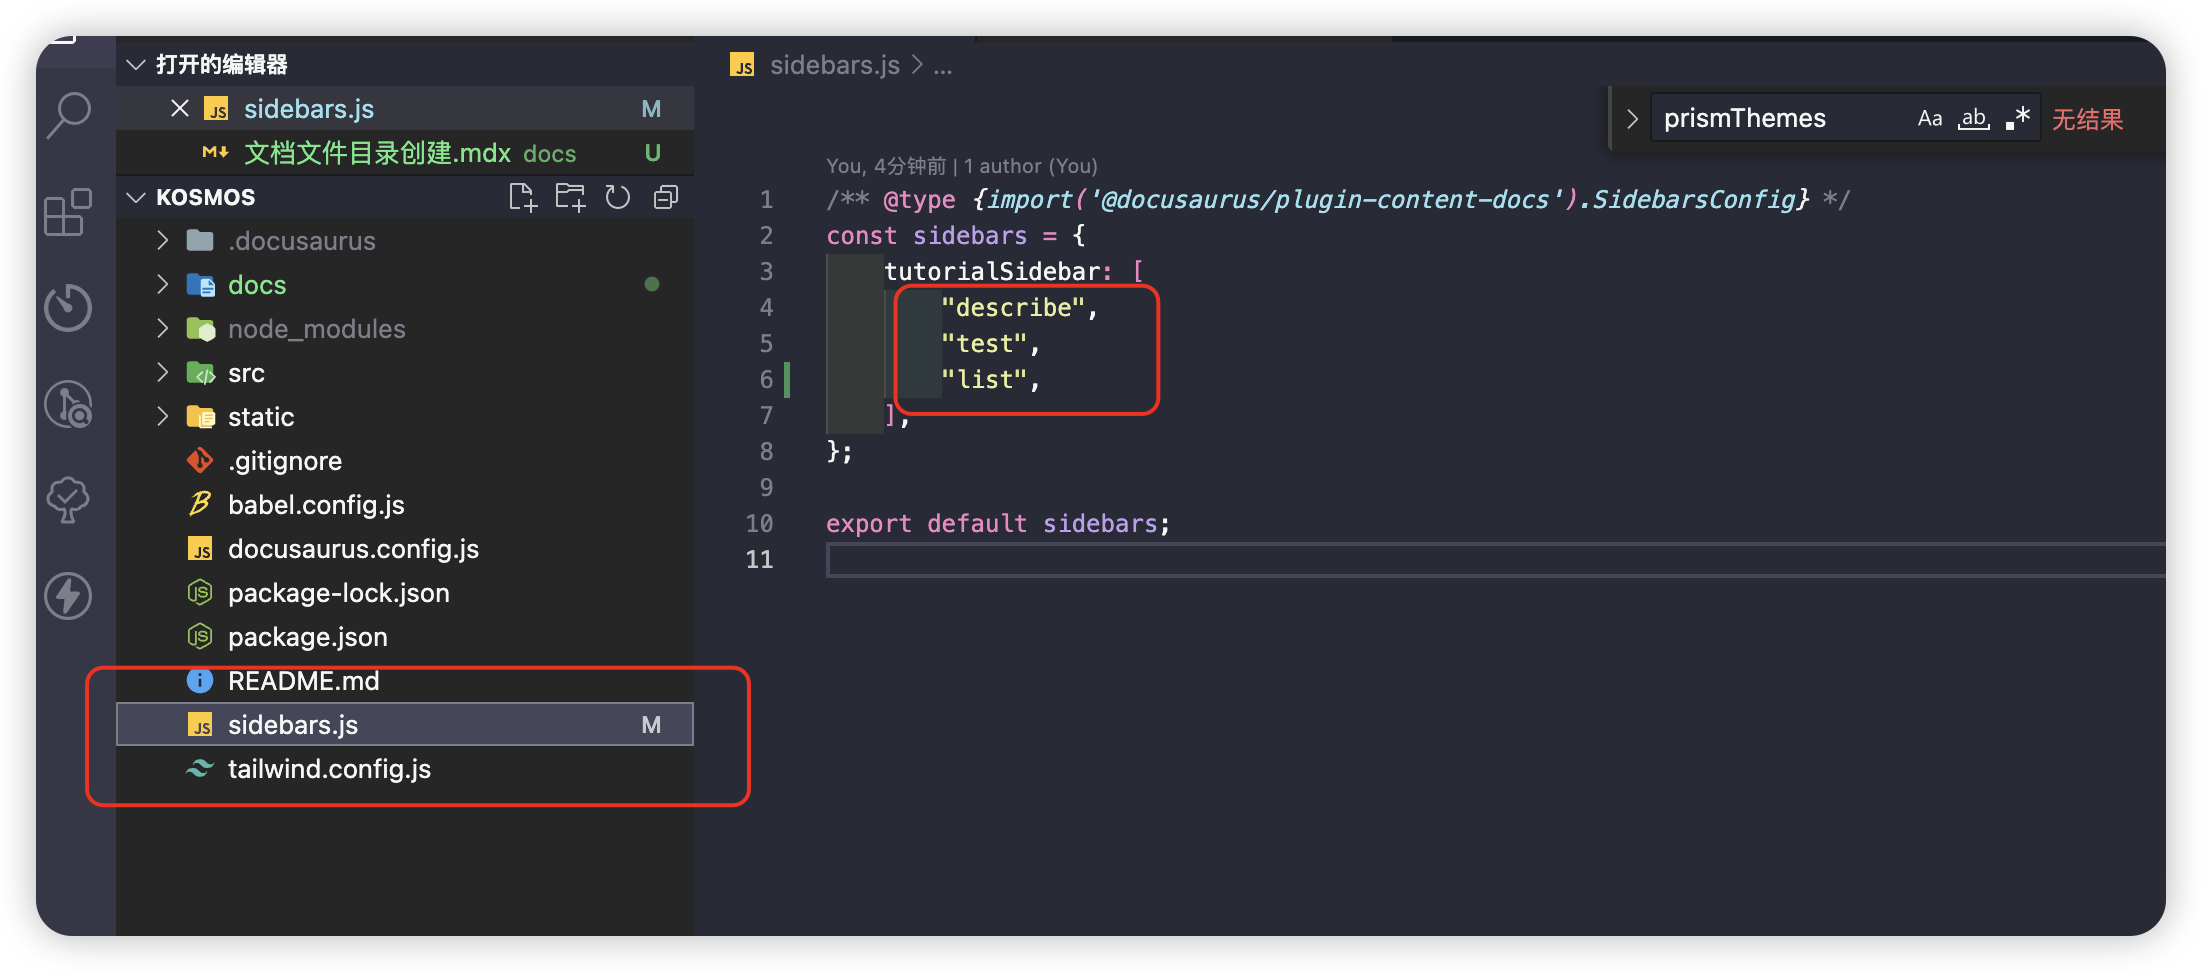 打开的编辑器
sidebars.js M
文档文件目录创建.mdx docs U
KOSMOS
.docusaurus
docs
node_modules
src
static
.gitignore
babel.config.js
docusaurus.config.js
package-lock.json
package.json
README.md
sidebars.js M
tailwind.config.js
sidebars.js > ...
prismThemes Aa ab .* 无结果
You, 4分钟前 | 1 author (You)
1 /** @type {import('@docusaurus/plugin-content-docs').SidebarsConfig} */
2 const sidebars = {
3 tutorialSidebar: [
4 "describe",
5 "test",
6 "list",
7 ],
8 };
9
10 export default sidebars;
11